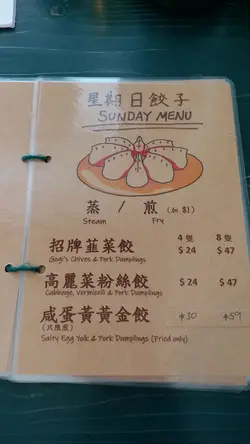 星期日餃子
SUNDAY MENU
蒸 / 煎 (加 $1)
Steam Fry
4隻 8隻
招牌韮菜餃 $24 $47
Gogi's Chives & Pork Dumplings
高麗菜粉絲餃 $24 $47
Cabbage, Vermicelli & Pork Dumplings
咸蛋黃黃金餃 $30 $59
(只限煎)
Salty Egg Yolk & Pork Dumplings (Fried only)